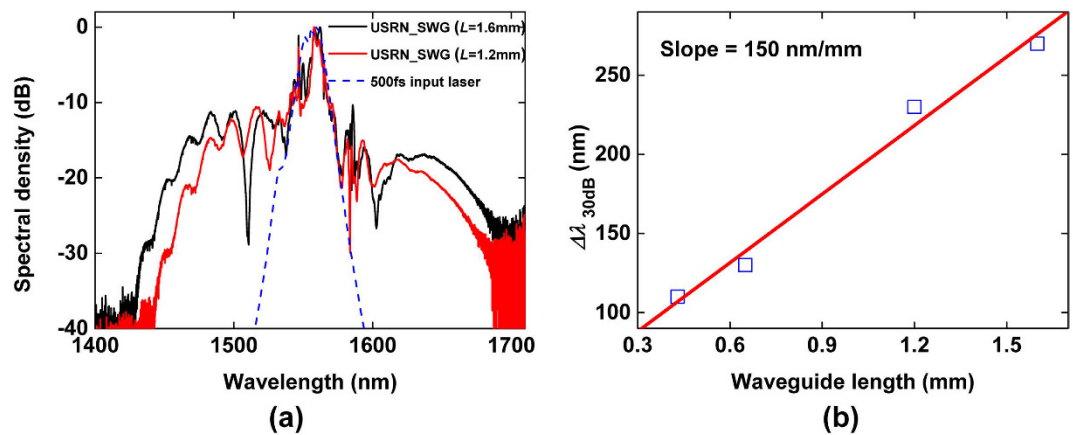 0
-10
-20
-30
-40
Spectral density (dB)
USRN_SWG (L=1.6mm)
USRN_SWG (L=1.2mm)
500fs input laser
1400
1500
1600
1700
Wavelength (nm)
(a)
Slope = 150 nm/mm
250
200
150
100
Δλ 30dB (nm)
0.3
0.6
0.9
1.2
1.5
Waveguide length (mm)
(b)